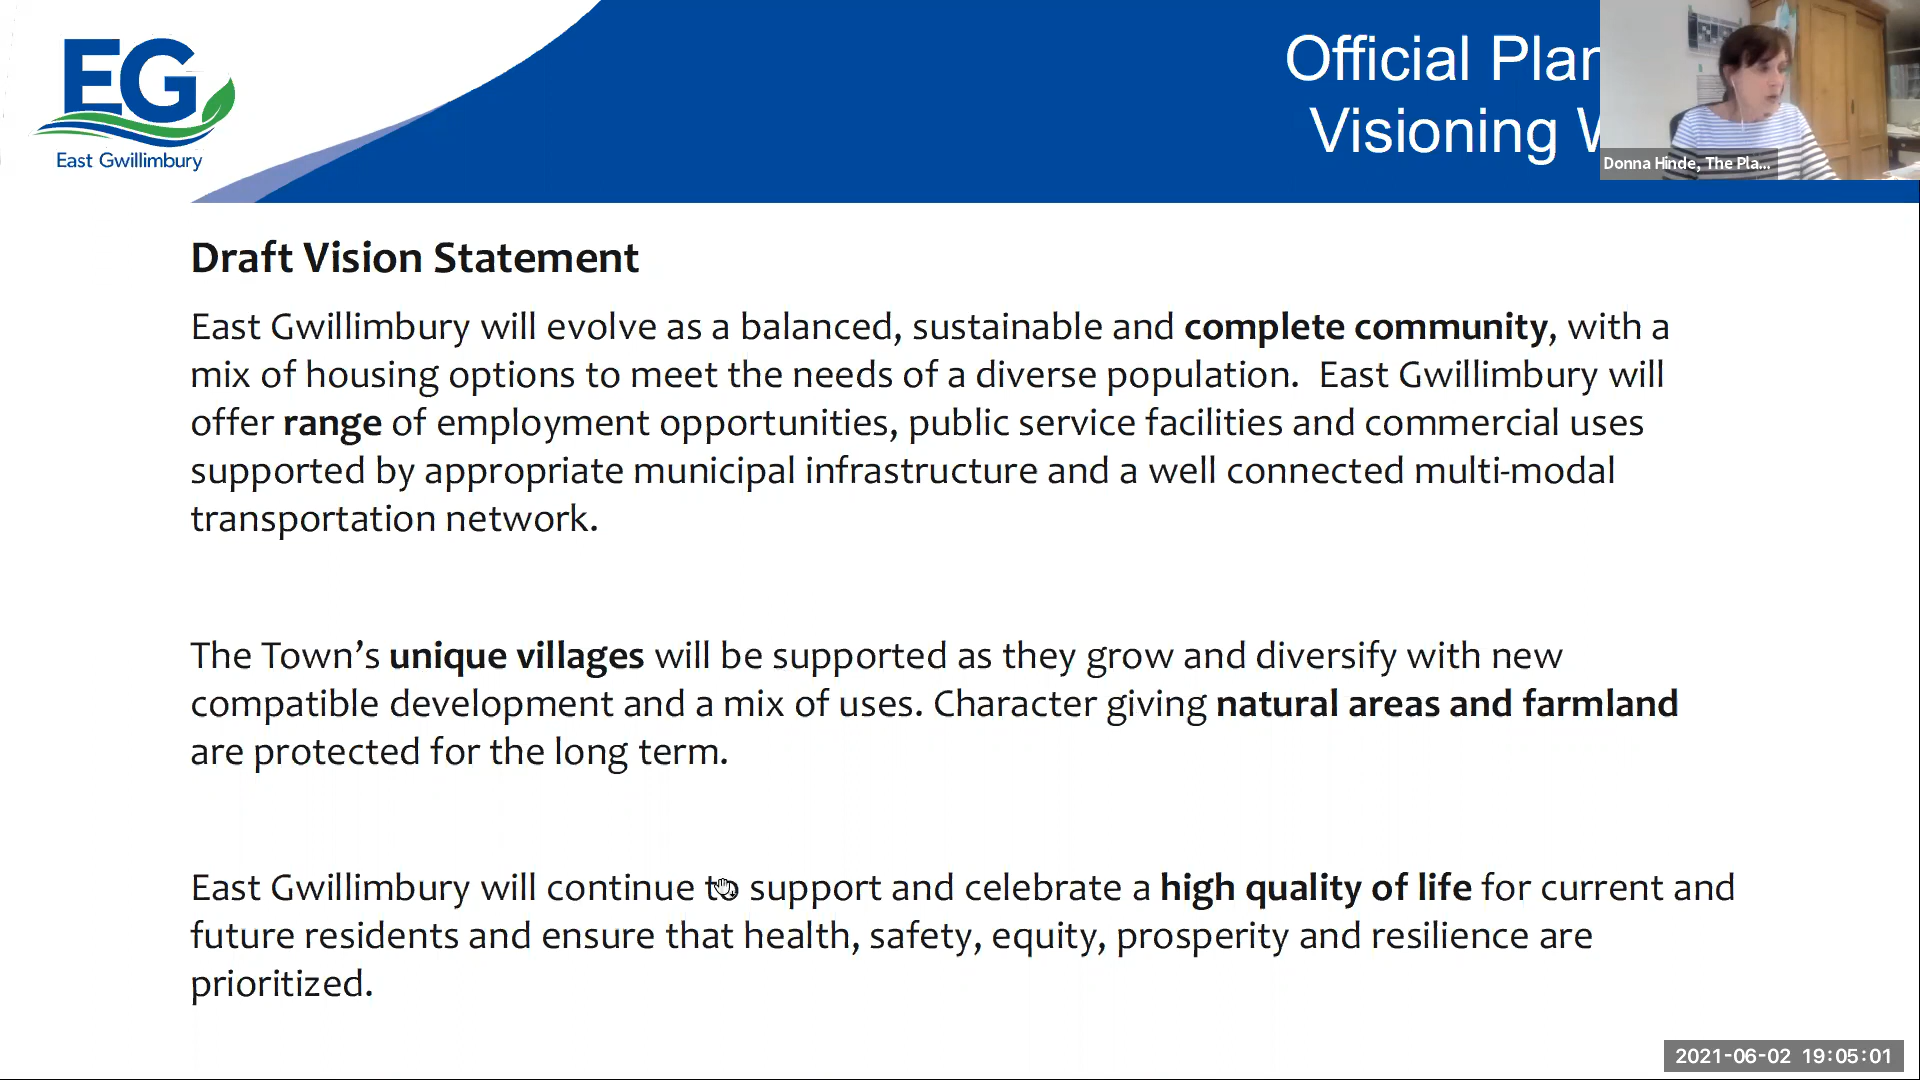 EG
East Gwillimbury
Official Plan
Visioning W
Donna Hinde, The Pla...
Draft Vision Statement
East Gwillimbury will evolve as a balanced, sustainable and complete community, with a
mix of housing options to meet the needs of a diverse population.  East Gwillimbury will
offer range of employment opportunities, public service facilities and commercial uses
supported by appropriate municipal infrastructure and a well connected multi-modal
transportation network.
The Town’s unique villages will be supported as they grow and diversify with new
compatible development and a mix of uses. Character giving natural areas and farmland
are protected for the long term.
East Gwillimbury will continue to support and celebrate a high quality of life for current and
future residents and ensure that health, safety, equity, prosperity and resilience are
prioritized.
2021-06-02 19:05:01